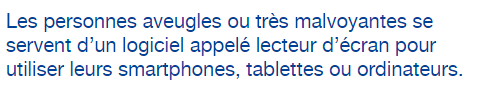 Les personnes aveugles ou très malvoyantes se
servent d’un logiciel appelé lecteur d’écran pour
utiliser leurs smartphones, tablettes ou ordinateurs.